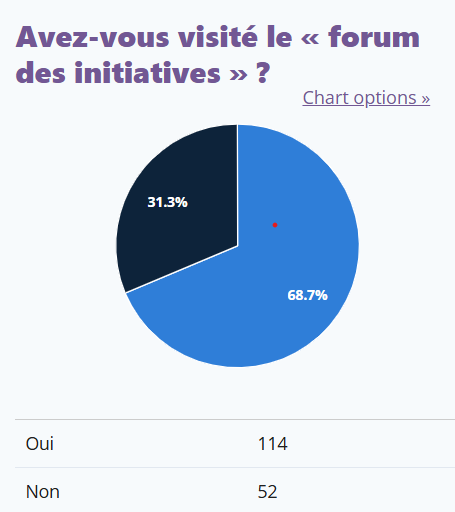 Avez-vous visité le « forum
des initiatives » ?
Chart options »
31.3%
68.7%
Oui 114
Non 52